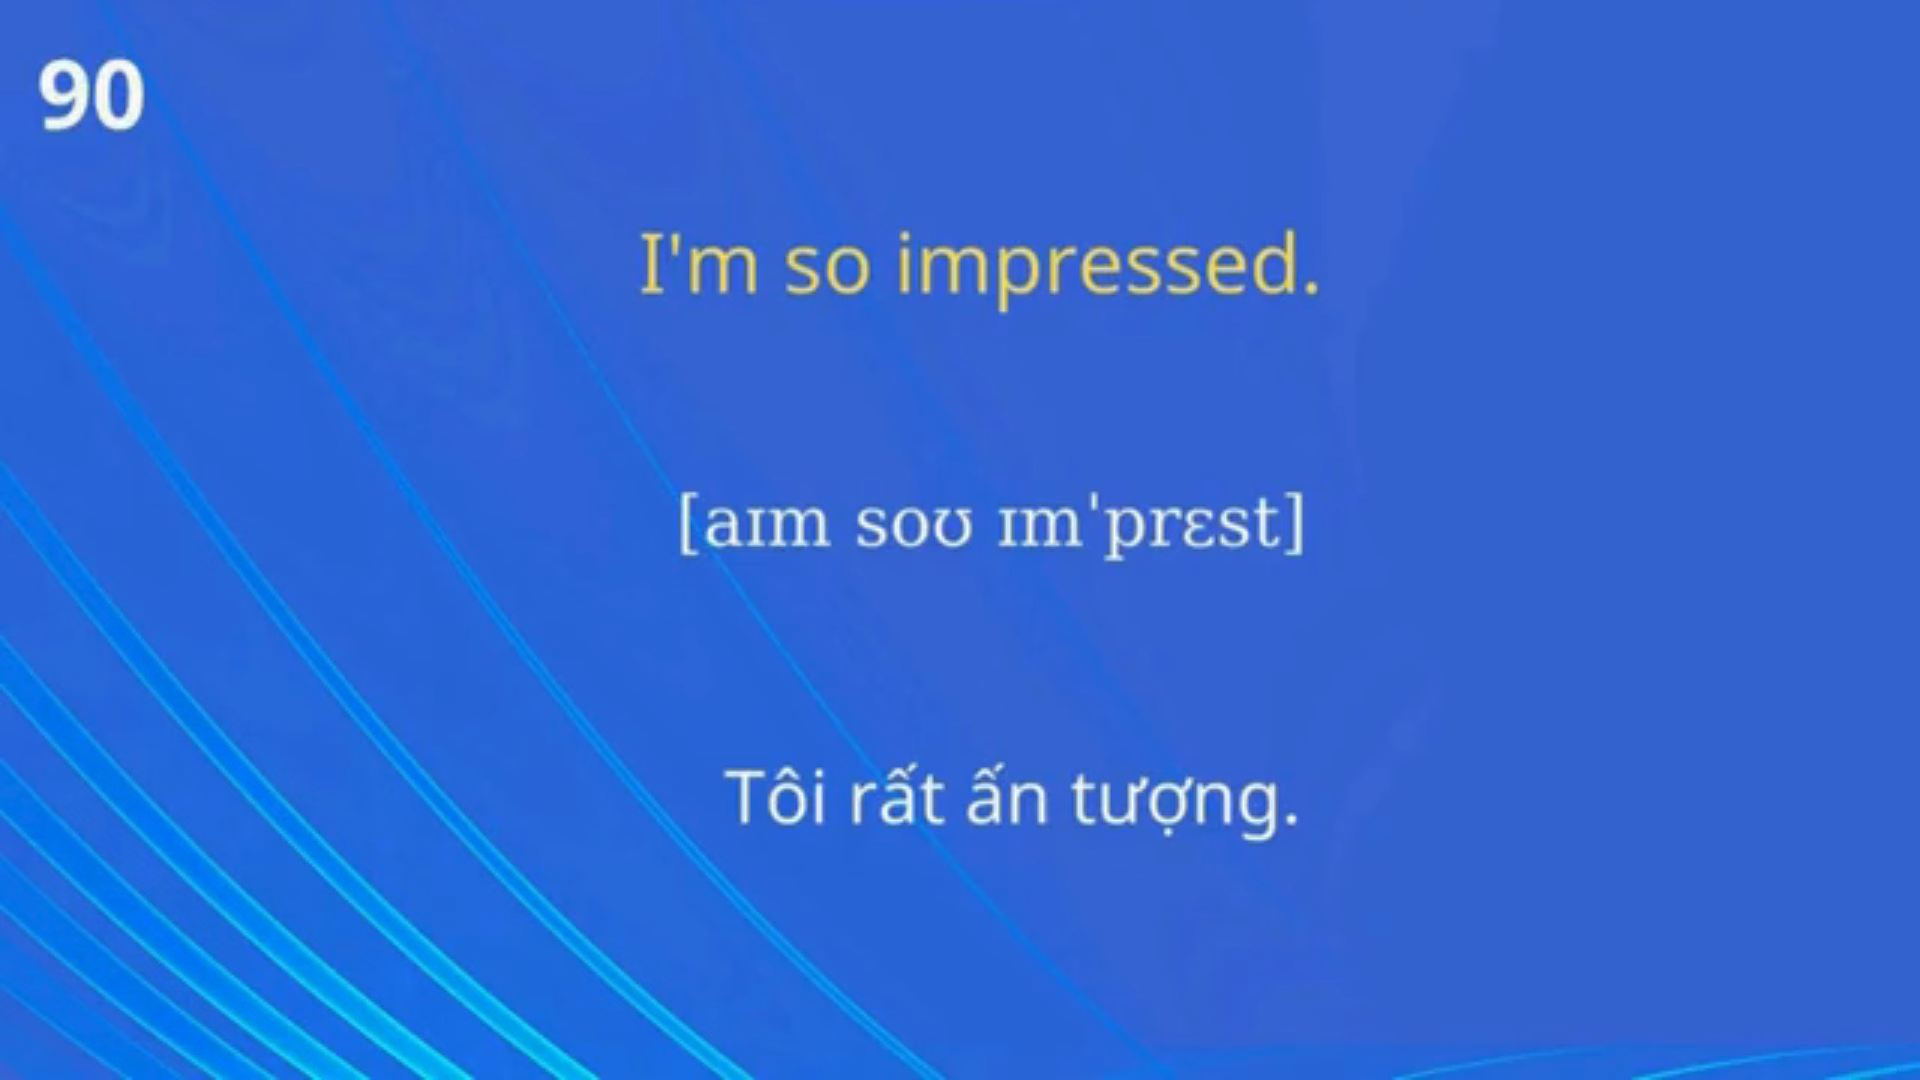 90
I'm so impressed.
[aɪm soʊ ɪmˈprɛst]
Tôi rất ấn tượng.